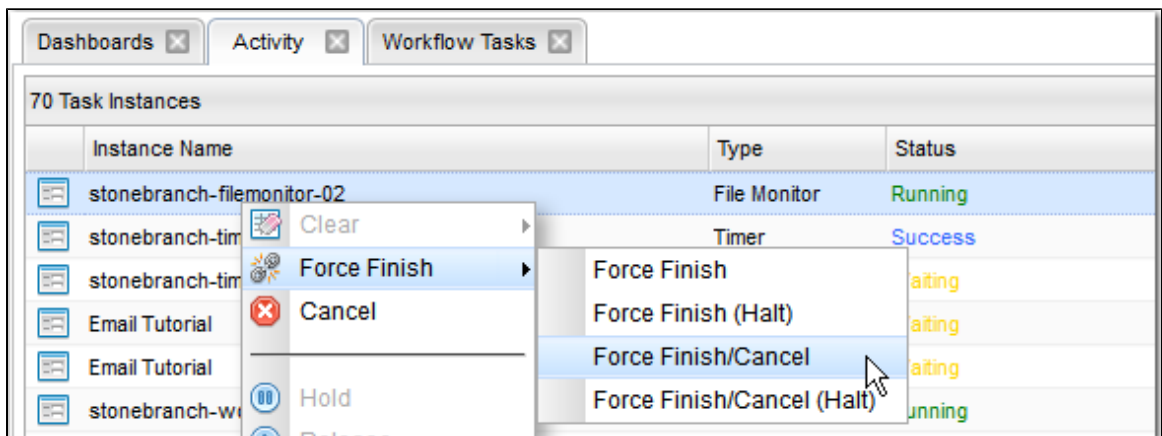 Dashboards Activity Workflow Tasks
70 Task Instances
Instance Name Type Status
stonebranch-filemonitor-02 File Monitor Running
stonebranch-tim Timer Success
stonebranch-tim aiting
Email Tutorial aiting
Email Tutorial aiting
stonebranch-w unning
Clear
Force Finish
Cancel
Hold
Force Finish
Force Finish (Halt)
Force Finish/Cancel
Force Finish/Cancel (Halt)